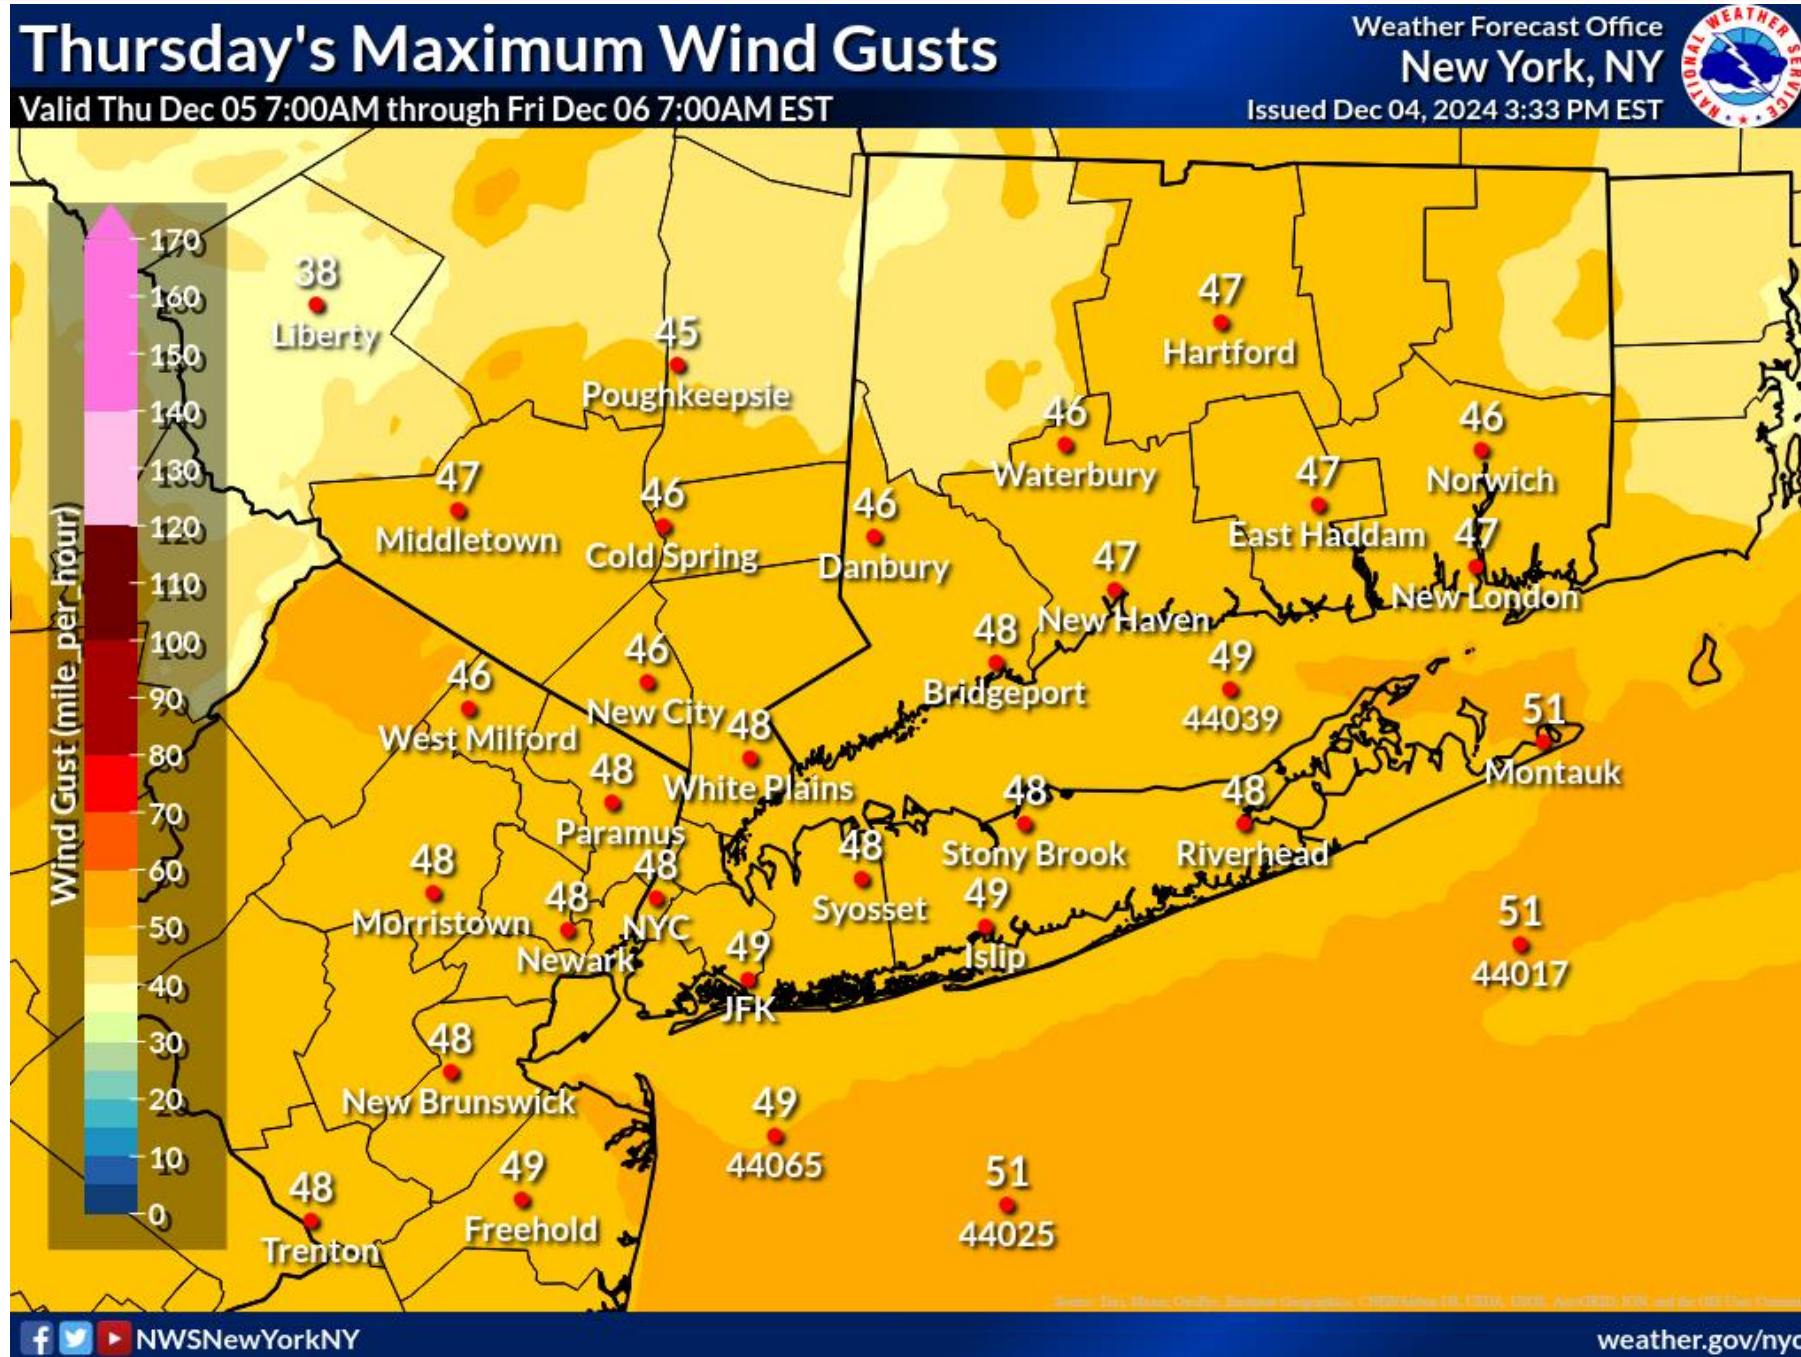 Thursday's Maximum Wind Gusts
Valid Thu Dec 05 7:00AM through Fri Dec 06 7:00AM EST
Weather Forecast Office
New York, NY
Issued Dec 04, 2024 3:33 PM EST
NATIONAL WEATHER SERVICE
Wind Gust (mile_per_hour)
170
160
150
140
130
120
110
100
90
80
70
60
50
40
30
20
10
0
38
Liberty
45
Poughkeepsie
47
Hartford
46
Waterbury
46
Norwich
47
Middletown
46
Cold Spring
46
Danbury
47
East Haddam
47
New London
47
New Haven
48
Bridgeport
49
44039
46
New City
46
West Milford
48
White Plains
51
Montauk
48
Paramus
48
Stony Brook
48
Riverhead
48
Syosset
48
Morristown
48
NYC
48
Newark
49
Islip
49
JFK
51
44017
48
New Brunswick
49
44065
51
44025
49
Freehold
48
Trenton
NWSNewYorkNY
weather.gov/nyc